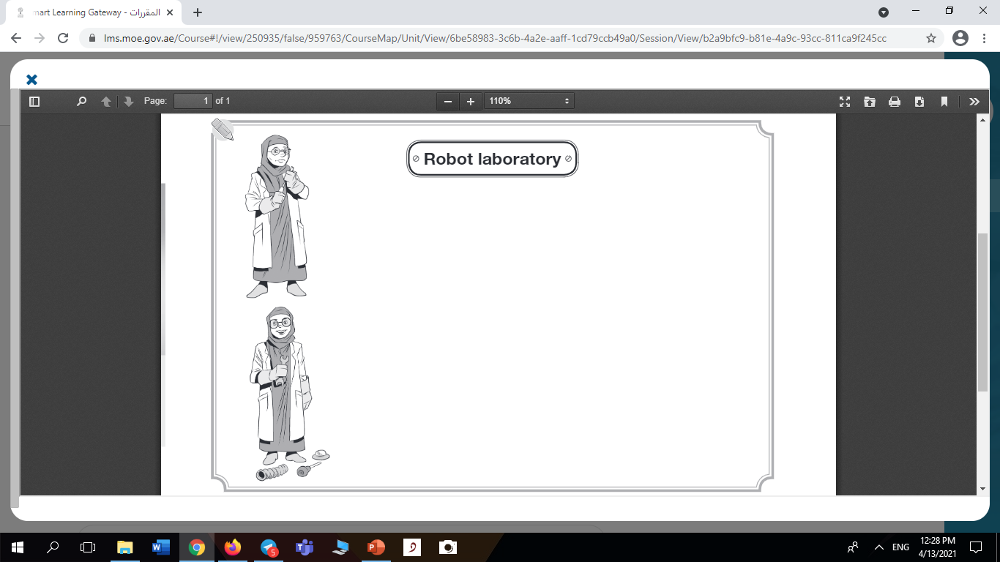 mart Learning Gateway - المقررات
lms.moe.gov.ae/Course#!/view/250935/false/959763/CourseMap/Unit/View/6be58983-3c6b-4a2e-aaff-1cd79ccb49a0/Session/View/b2a9bfc9-b81e-4a9c-93cc-811ca9f245cc
Page: 1 of 1
110%
Robot laboratory
5
ENG
12:28 PM
4/13/2021